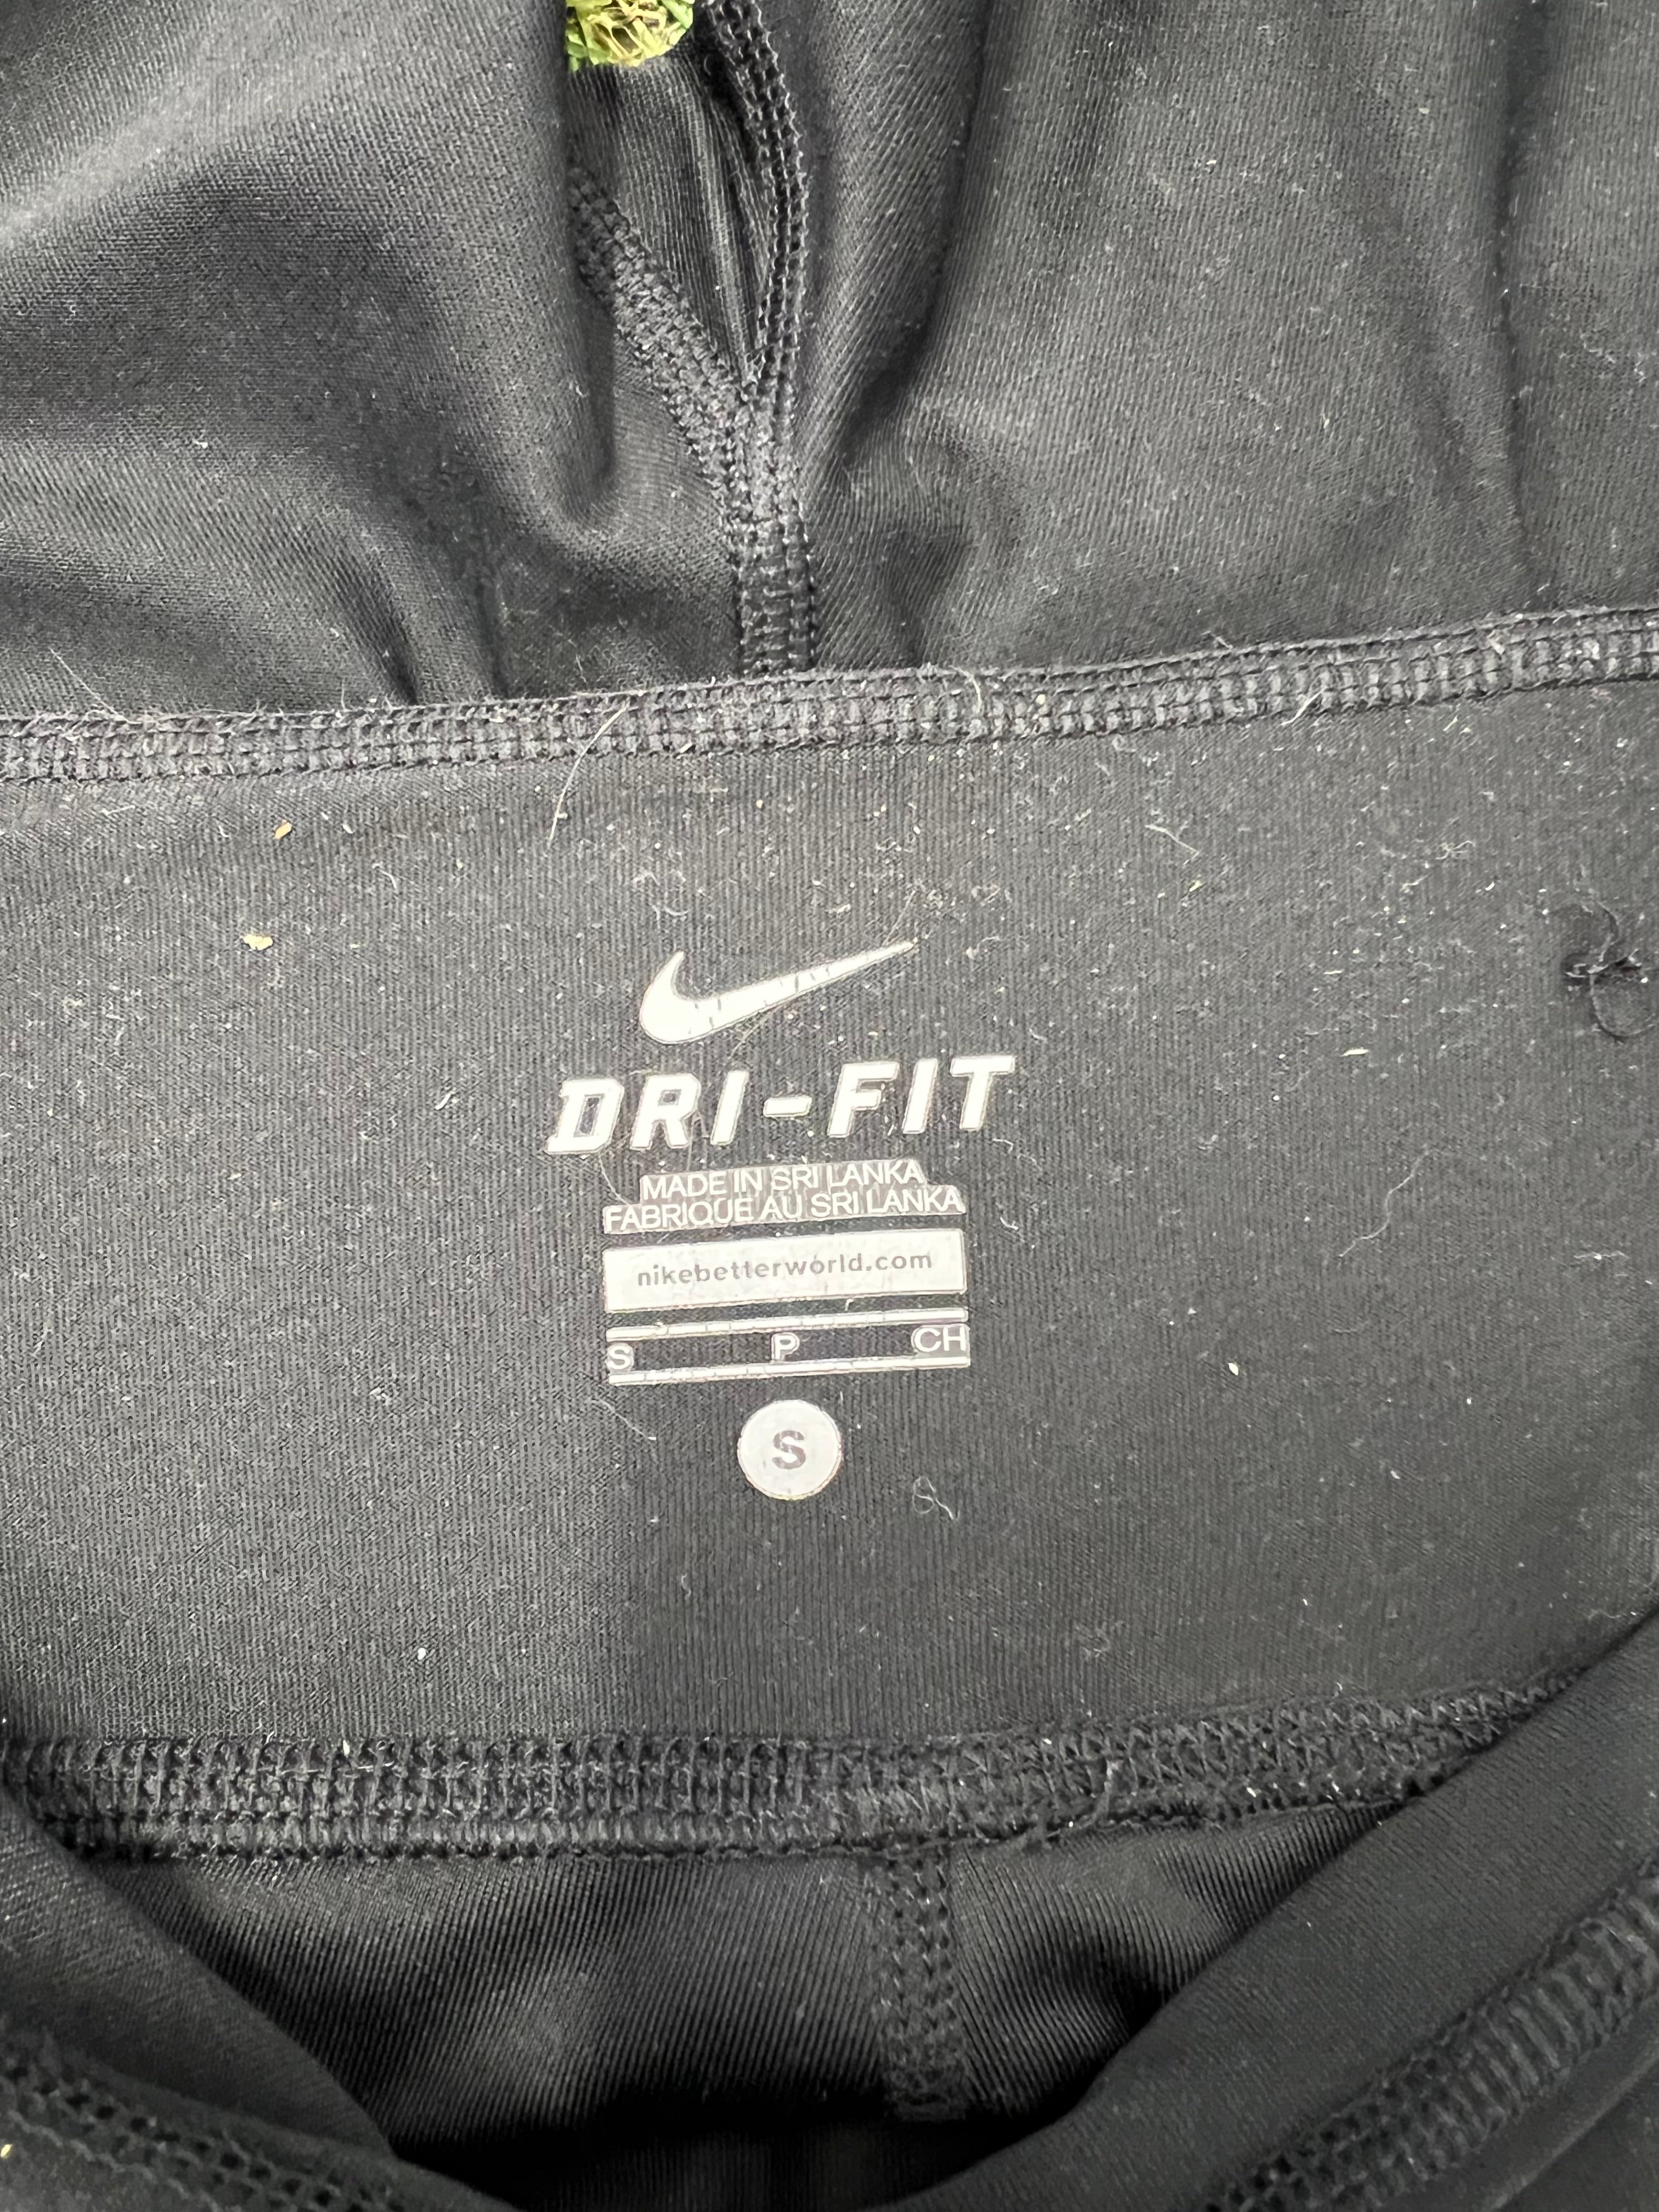 DRI-FIT
MADE IN SRI LANKA
FABRIQUE AU SRI LANKA
nikebetterworld.com
S P CH
S